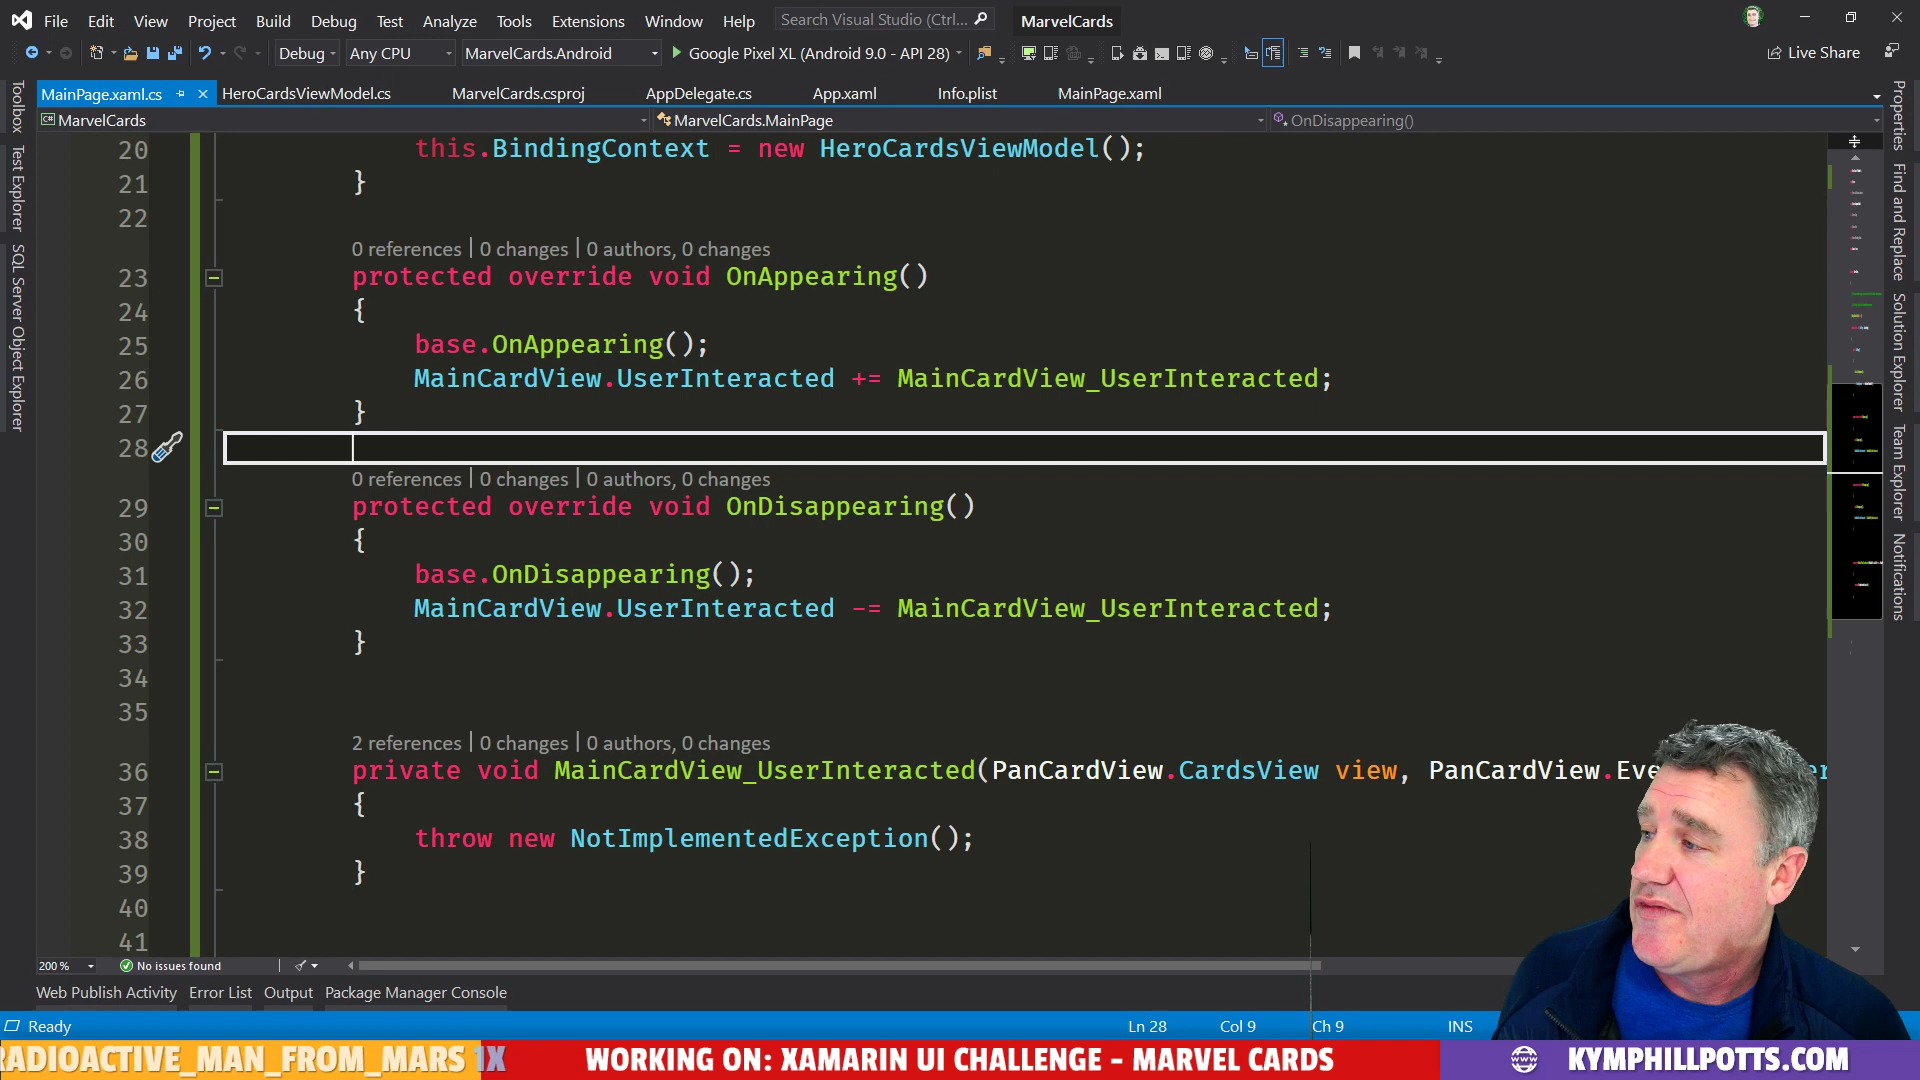 File Edit View Project Build Debug Test Analyze Tools Extensions Window Help Search Visual Studio (Ctrl... MarvelCards
Debug Any CPU MarvelCards.Android Google Pixel XL (Android 9.0 - API 28) Live Share
MainPage.xaml.cs HeroCardsViewModel.cs MarvelCards.csproj AppDelegate.cs App.xaml Info.plist MainPage.xaml
MarvelCards MarvelCards.MainPage OnDisappearing()
Toolbox
Test Explorer
SQL Server Object Explorer
20 this.BindingContext = new HeroCardsViewModel();
21 }
22
0 references | 0 changes | 0 authors, 0 changes
23 protected override void OnAppearing()
24 {
25 base.OnAppearing();
26 MainCardView.UserInteracted += MainCardView_UserInteracted;
27 }
28
0 references | 0 changes | 0 authors, 0 changes
29 protected override void OnDisappearing()
30 {
31 base.OnDisappearing();
32 MainCardView.UserInteracted -= MainCardView_UserInteracted;
33 }
34
35
2 references | 0 changes | 0 authors, 0 changes
36 private void MainCardView_UserInteracted(PanCardView.CardsView view, PanCardView.Eve
37 {
38 throw new NotImplementedException();
39 }
40
41
Properties
Find and Replace
Solution Explorer
Team Explorer
Notifications
200 % No issues found
Web Publish Activity Error List Output Package Manager Console
Ready Ln 28 Col 9 Ch 9 INS
RADIOACTIVE_MAN_FROM_MARS 1X WORKING ON: XAMARIN UI CHALLENGE - MARVEL CARDS KYMPHILLPOTTS.COM